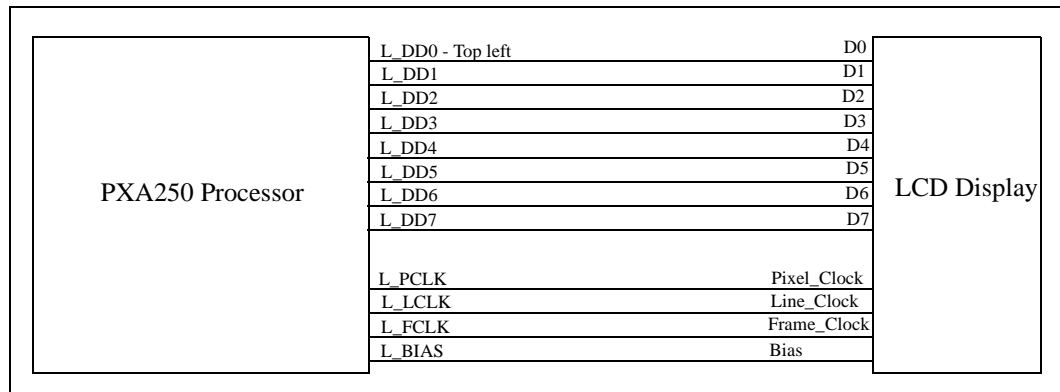 L_DD0 - Top left D0
L_DD1 D1
L_DD2 D2
L_DD3 D3
L_DD4 D4
L_DD5 D5
PXA250 Processor L_DD6 D6 LCD Display
L_DD7 D7
L_PCLK Pixel_Clock
L_LCLK Line_Clock
L_FCLK Frame_Clock
L_BIAS Bias